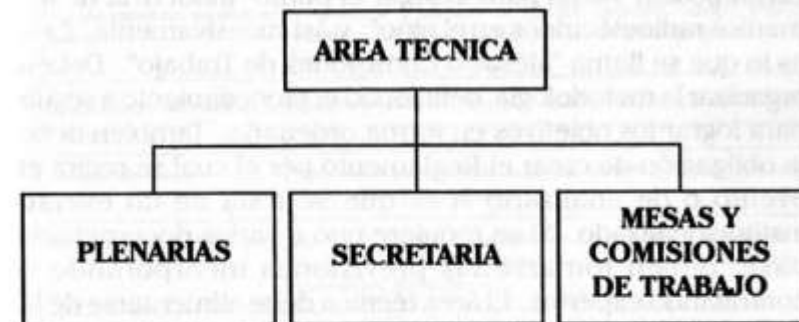 AREA TECNICA
PLENARIAS
SECRETARIA
MESAS Y
COMISIONES
DE TRABAJO